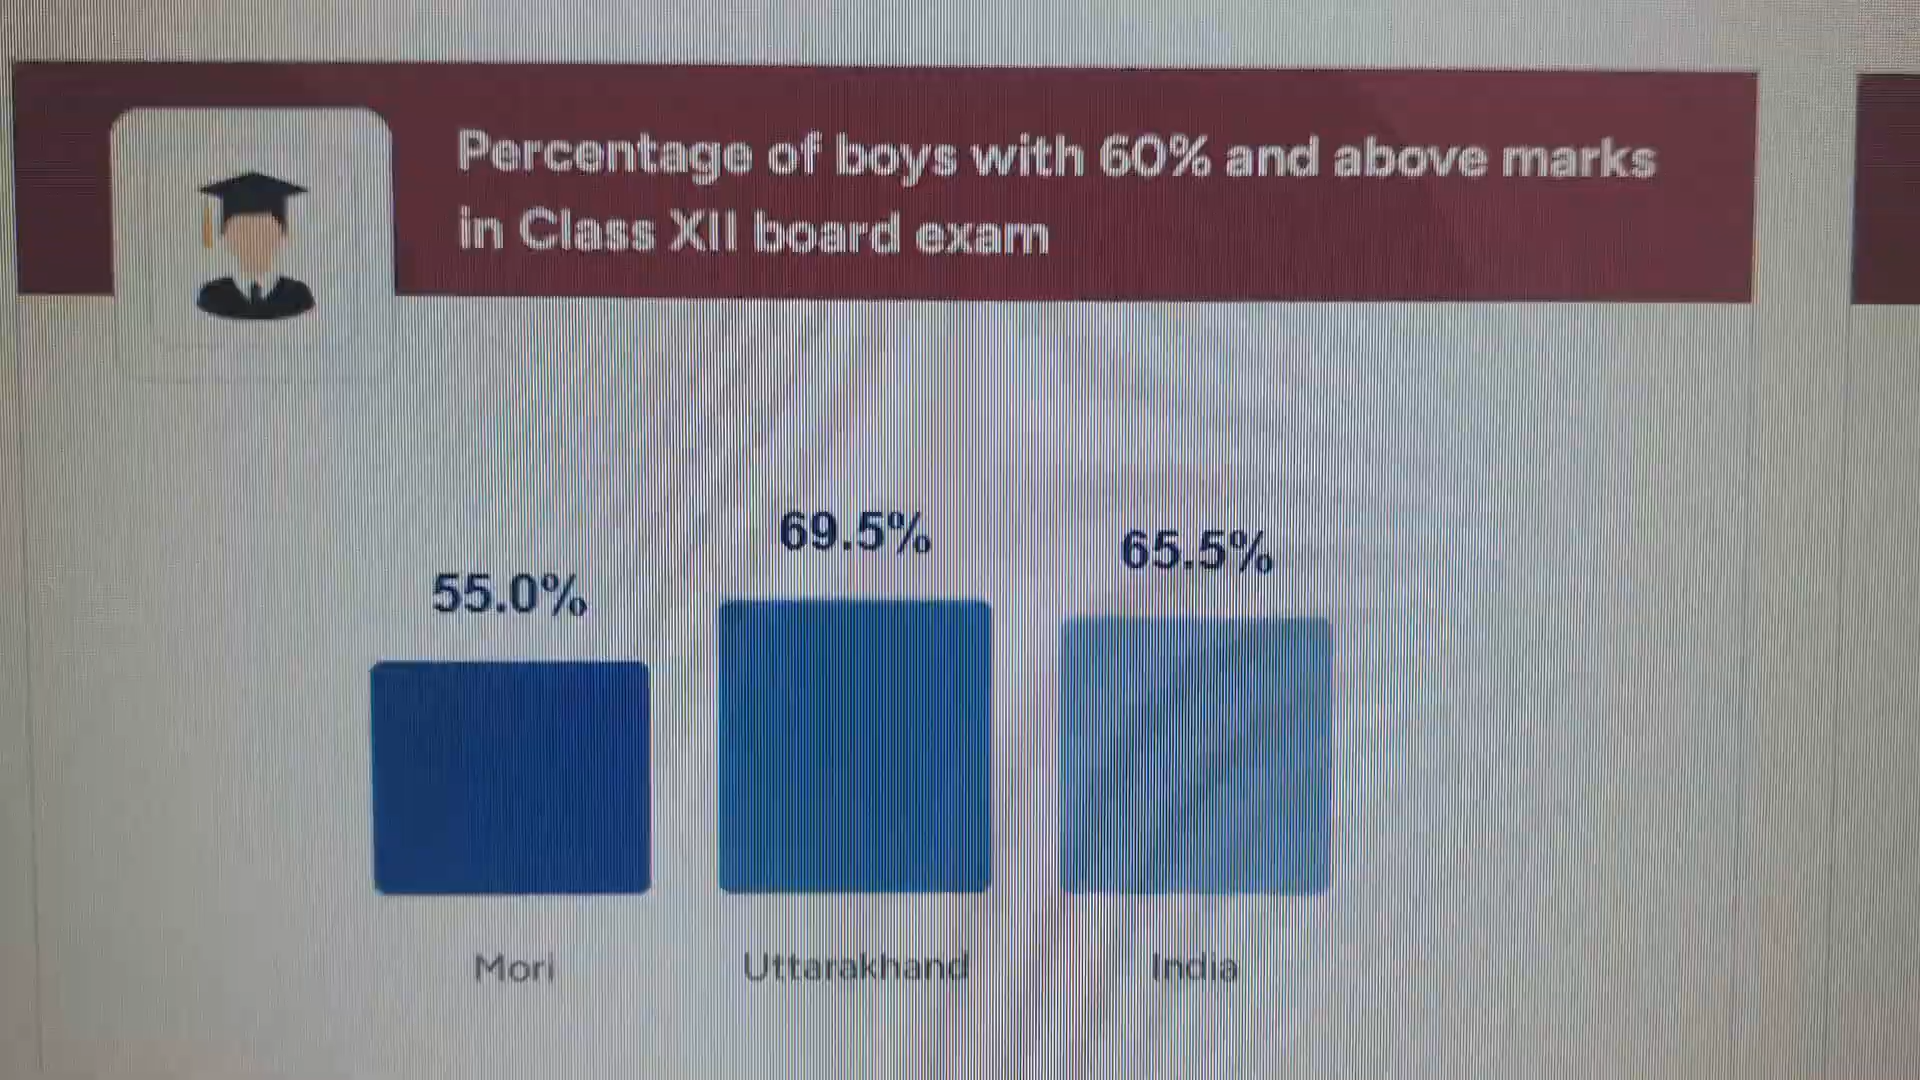 Percentage of boys with 60% and above marks
in Class XII board exam
55.0%
69.5%
65.5%
Mori
Uttarakhand
India